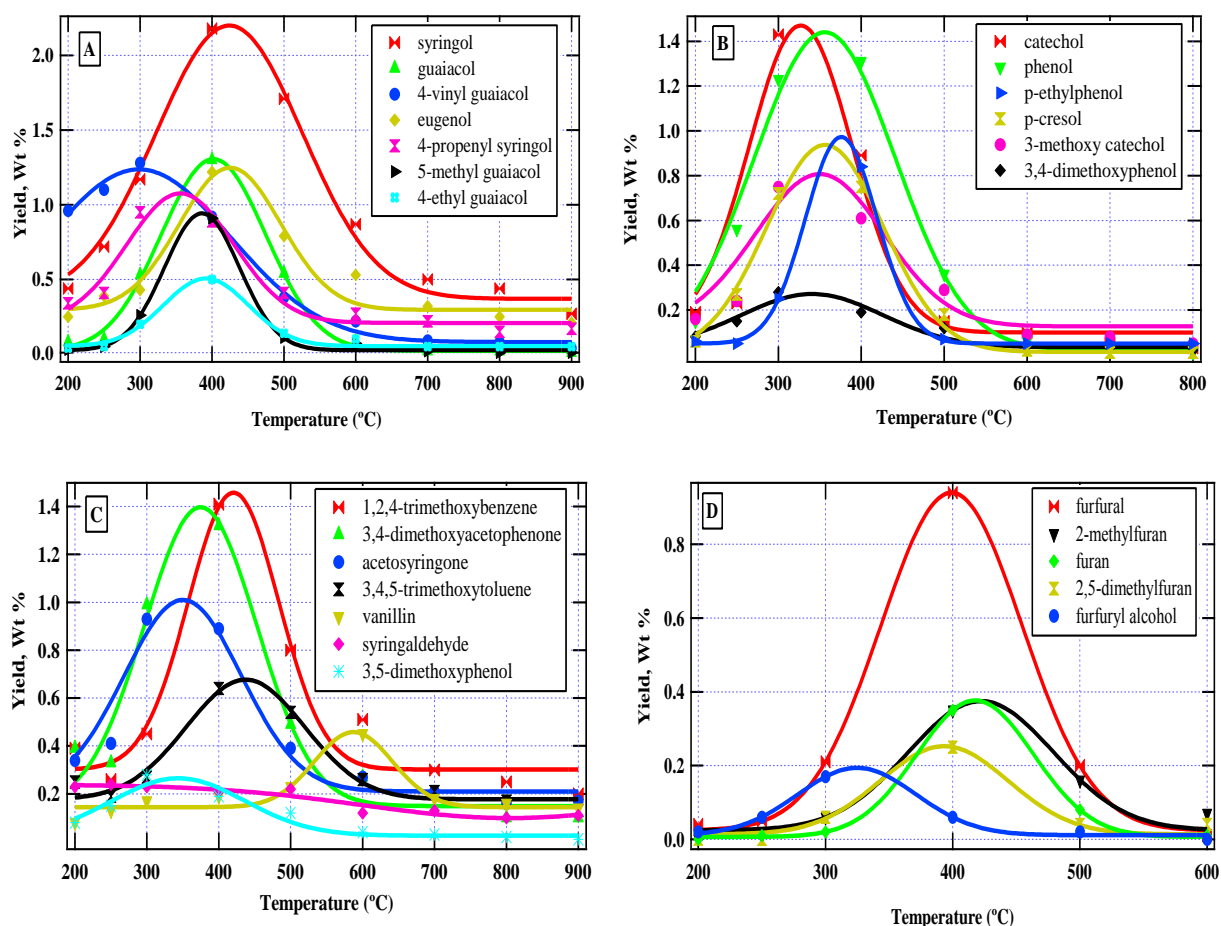 A
syringol
guaiacol
4-vinyl guaiacol
eugenol
4-propenyl syringol
5-methyl guaiacol
4-ethyl guaiacol
Yield, Wt %
2.0
1.5
1.0
0.5
0.0
200 300 400 500 600 700 800 900
Temperature (ºC)
B
catechol
phenol
p-ethylphenol
p-cresol
3-methoxy catechol
3,4-dimethoxyphenol
Yield, Wt %
1.4
1.2
1.0
0.8
0.6
0.4
0.2
200 300 400 500 600 700 800
Temperature (ºC)
C
1,2,4-trimethoxybenzene
3,4-dimethoxyacetophenone
acetosyringone
3,4,5-trimethoxytoluene
vanillin
syringaldehyde
3,5-dimethoxyphenol
Yield, Wt %
1.4
1.2
1.0
0.8
0.6
0.4
0.2
200 300 400 500 600 700 800 900
Temperature (ºC)
D
furfural
2-methylfuran
furan
2,5-dimethylfuran
furfuryl alcohol
Yield, Wt %
0.8
0.6
0.4
0.2
0.0
200 300 400 500 600
Temperature (ºC)